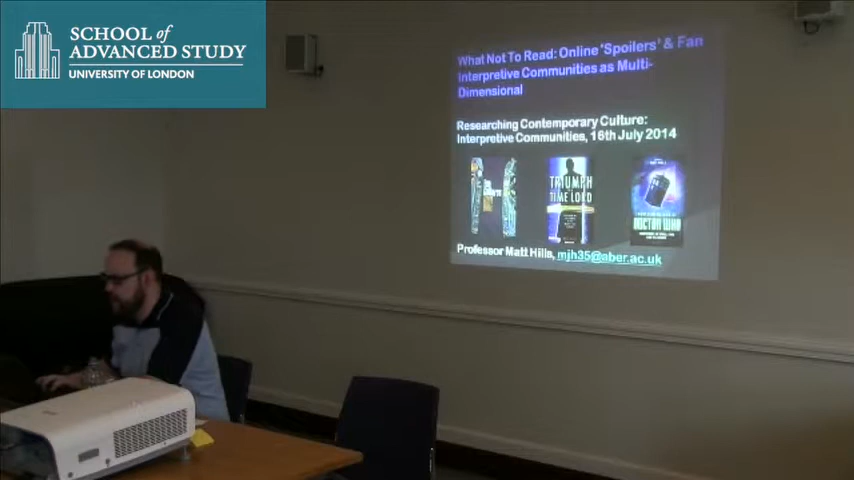 SCHOOL of
ADVANCED STUDY
UNIVERSITY OF LONDON
What Not To Read: Online 'Spoilers' & Fan
Interpretive Communities as Multi-
Dimensional
Researching Contemporary Culture:
Interpretive Communities, 16th July 2014
TRIUMPH
TIME LORD
DOCTOR WHO
Professor Matt Hills, mjh35@aber.ac.uk